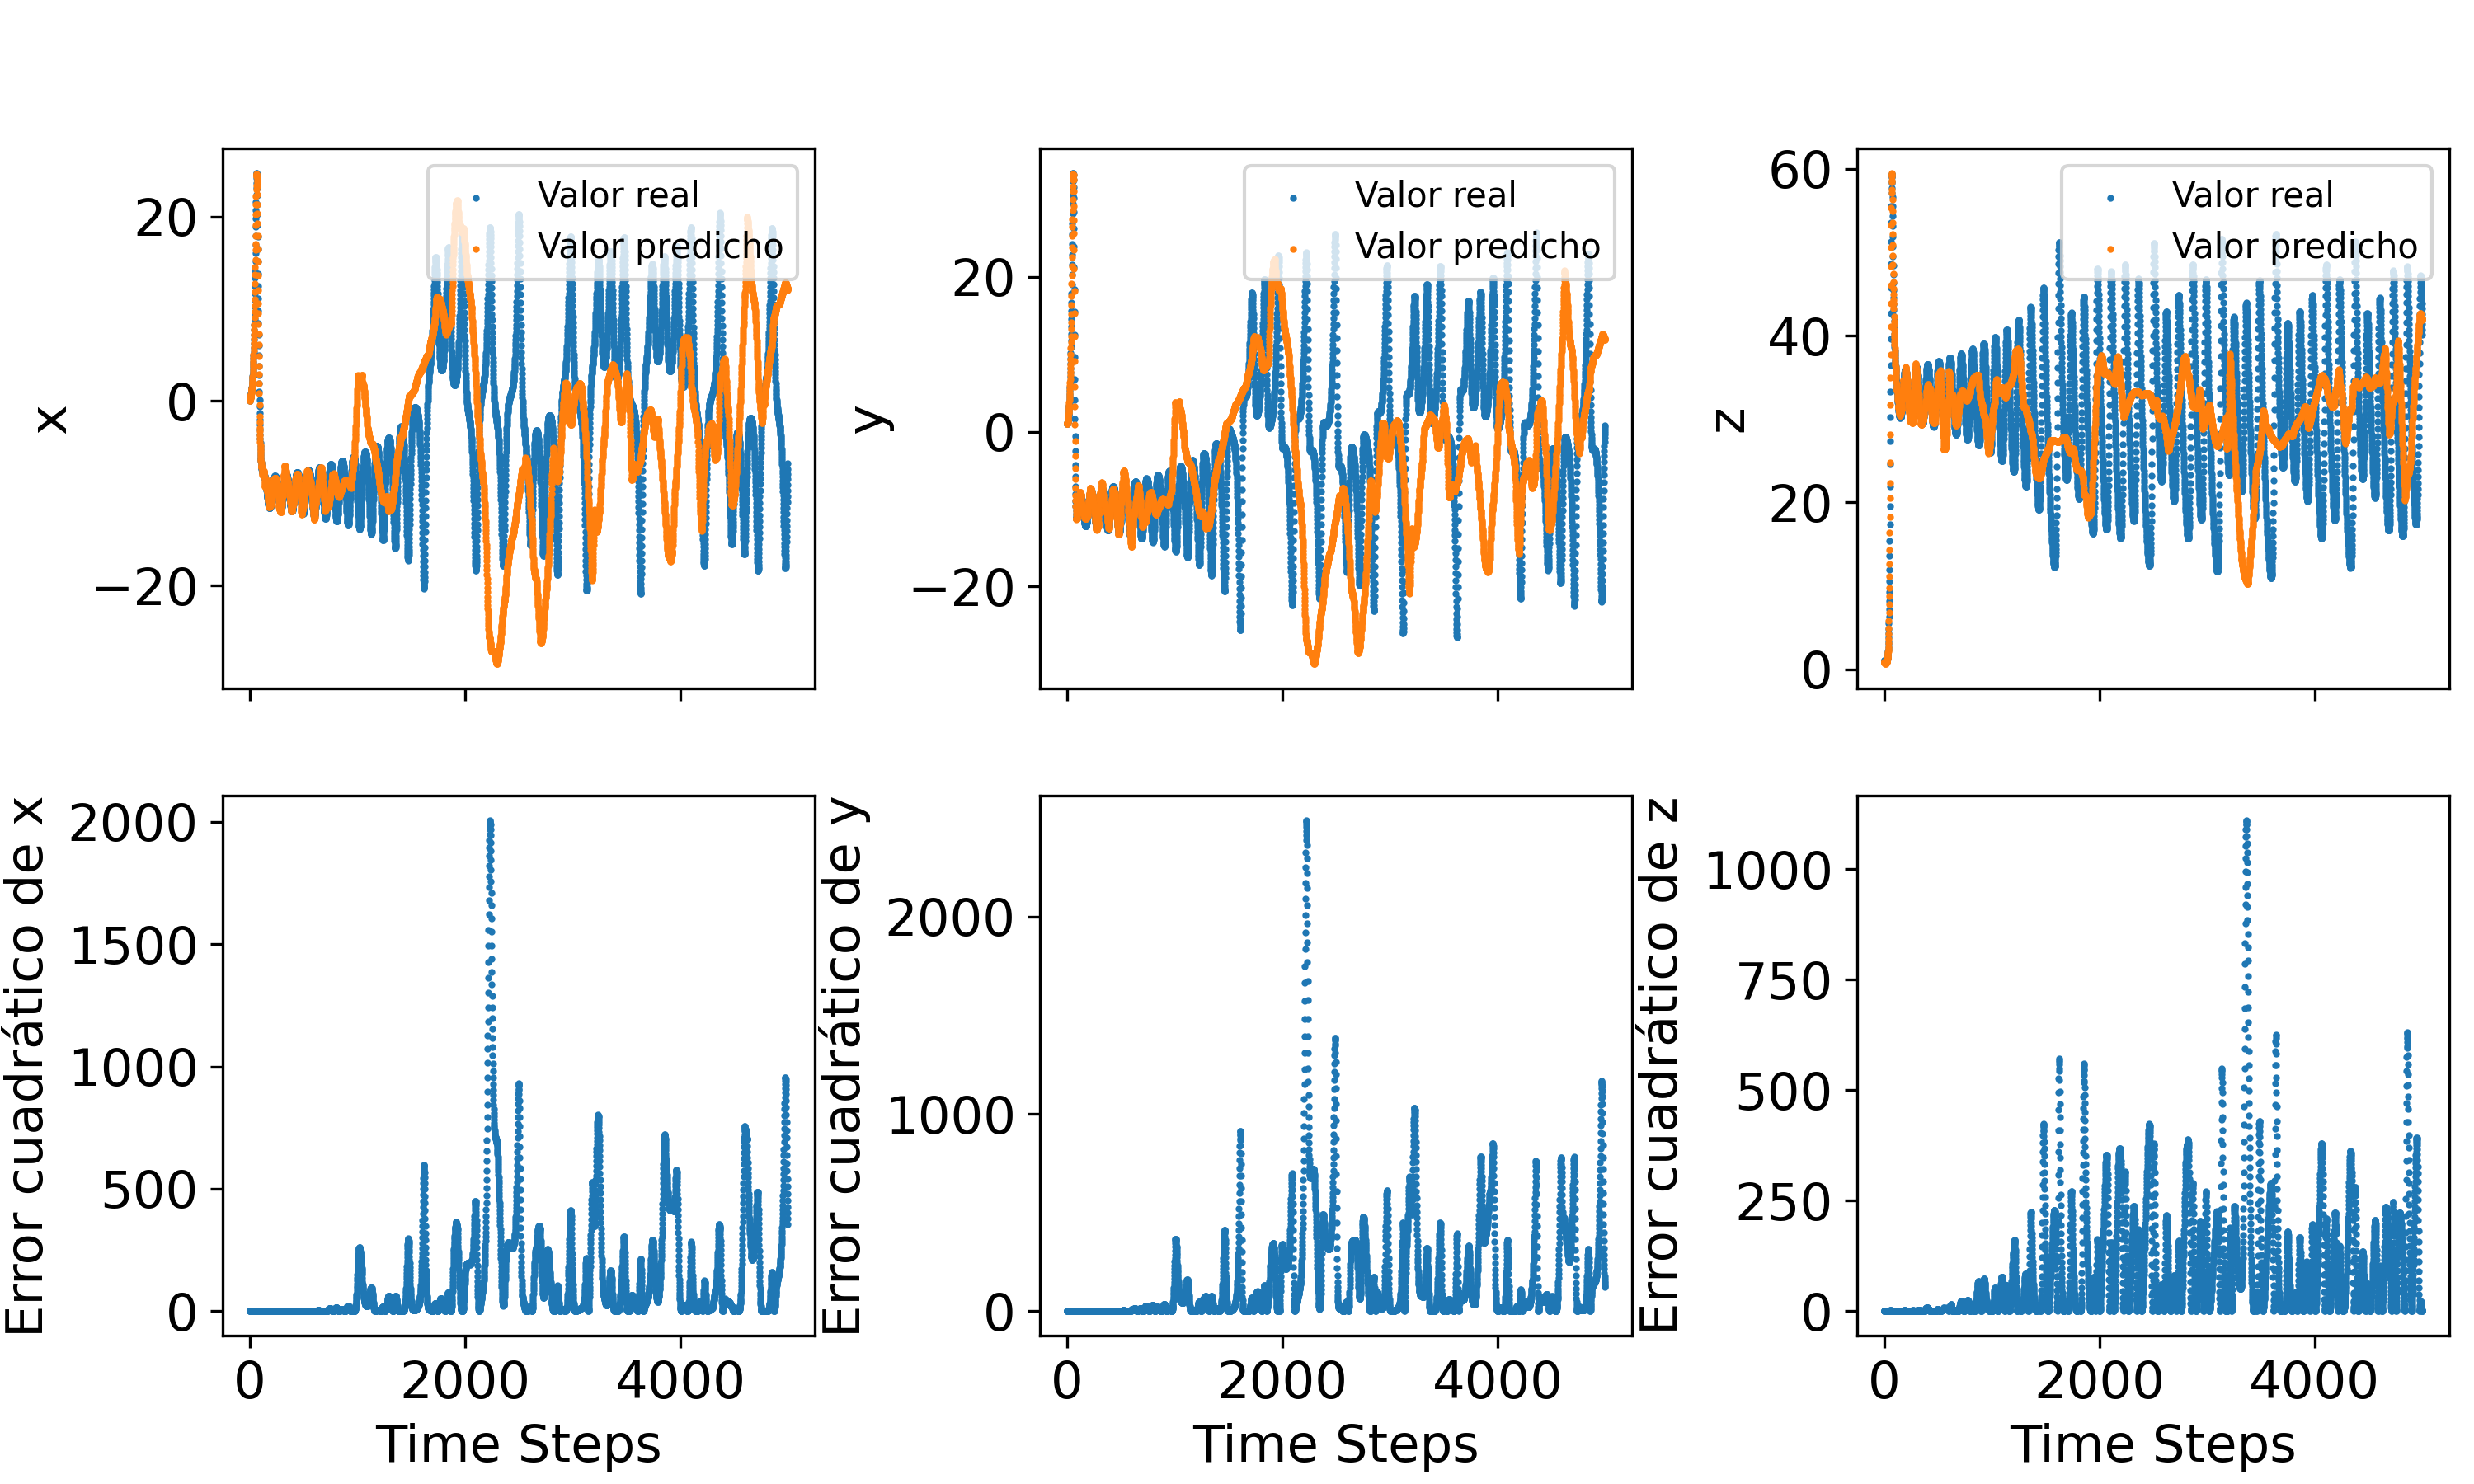 x
20
0
−20
Valor real
Valor predicho
y
20
0
−20
Valor real
Valor predicho
z
60
40
20
0
Valor real
Valor predicho
Error cuadrático de x
2000
1500
1000
500
0
0 2000 4000
Time Steps
Error cuadrático de y
2000
1000
0
0 2000 4000
Time Steps
Error cuadrático de z
1000
750
500
250
0
0 2000 4000
Time Steps